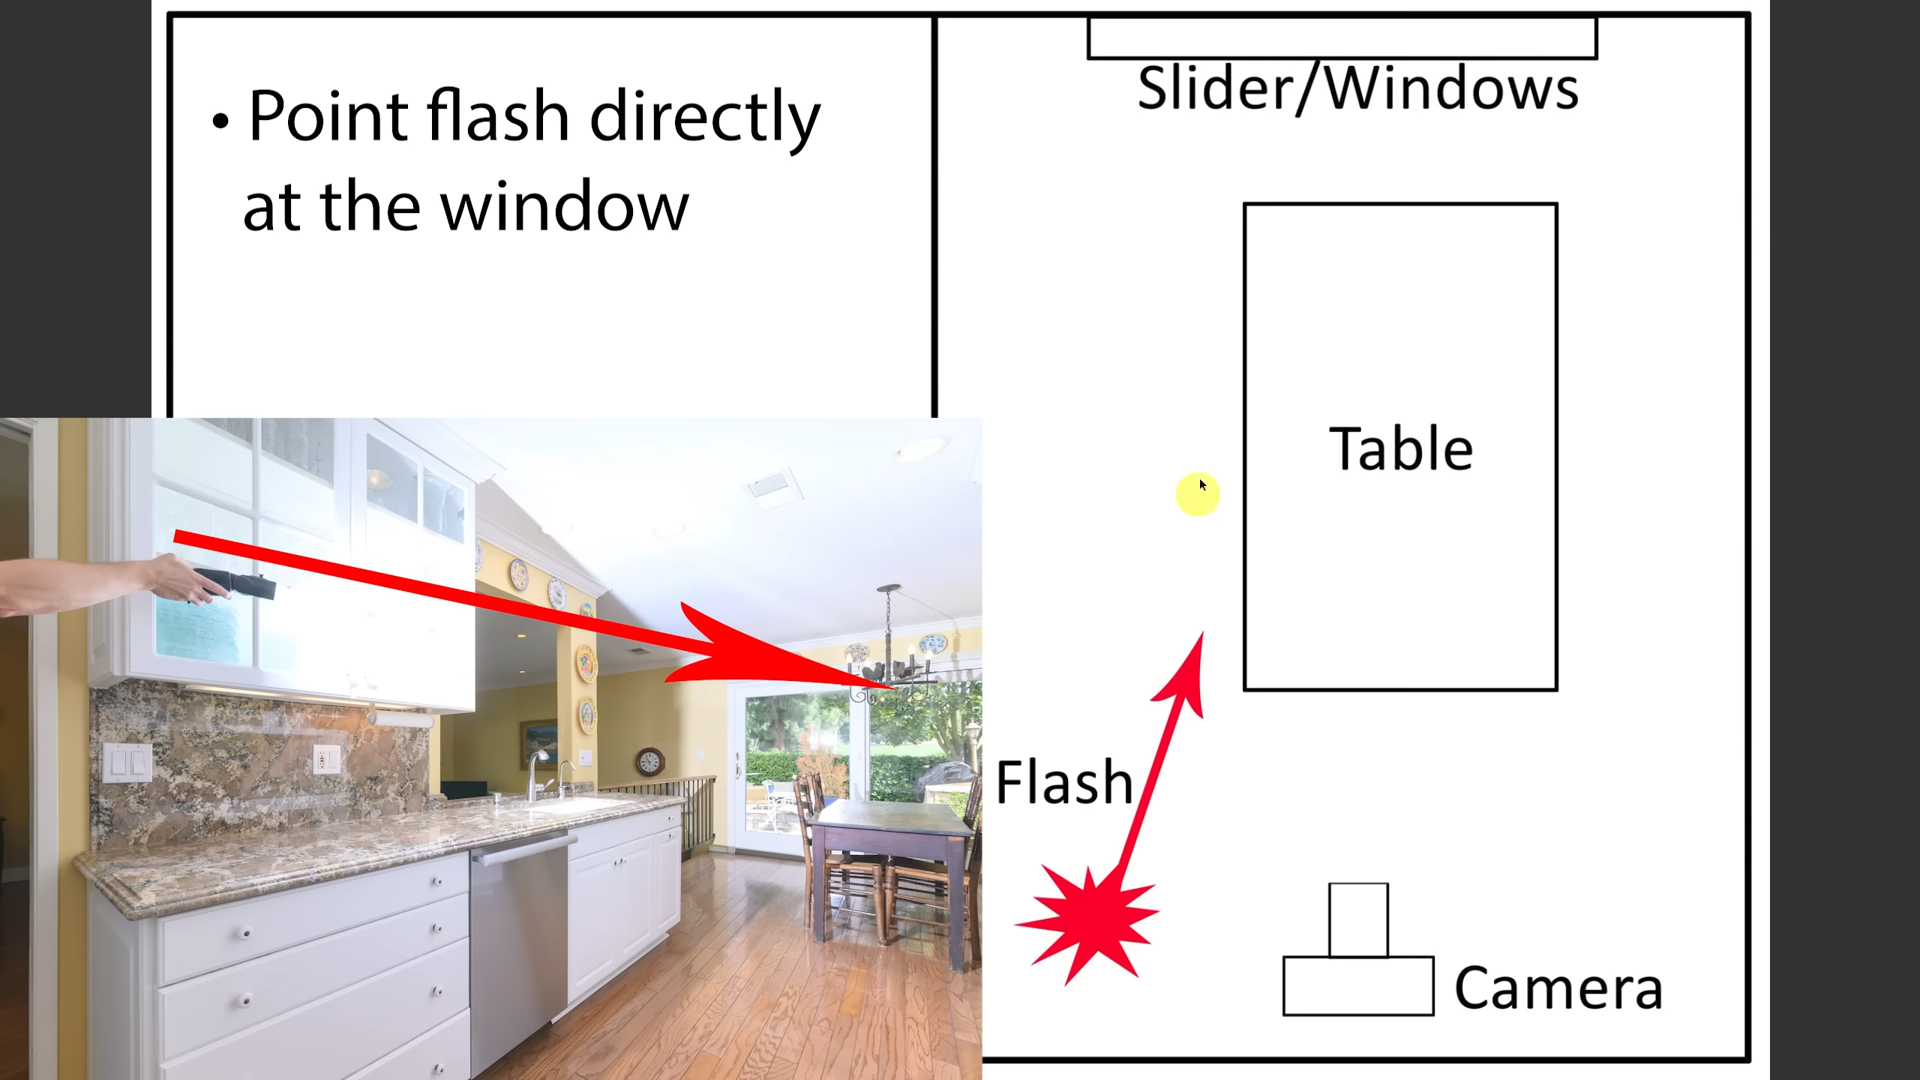 • Point flash directly
at the window
Slider/Windows
Table
Flash
Camera